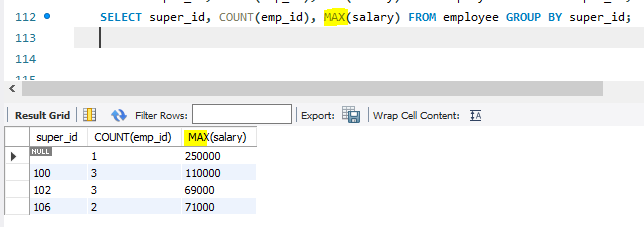 112 SELECT super_id, COUNT(emp_id), MAX(salary) FROM employee GROUP BY super_id;
113
114
Result Grid Filter Rows: Export: Wrap Cell Content: IA
super_id COUNT(emp_id) MAX(salary)
NULL 1 250000
100 3 110000
102 3 69000
106 2 71000